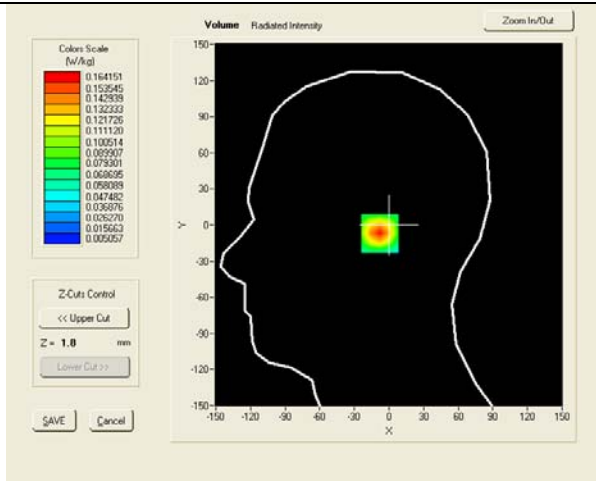 Volume Radiated Intensity
Zoom In/Out
Colors Scale
(W/kg)
0.164151
0.153545
0.142939
0.132333
0.121726
0.111120
0.100514
0.089907
0.079301
0.068695
0.058089
0.047482
0.036876
0.026270
0.015663
0.005057
Z-Cuts Control
<< Upper Cut
Z = 1.8 mm
Lower Cut >>
SAVE Cancel
150
120
90
60
30
0
-30
-60
-90
-120
-150
Y
-150 -120 -90 -60 -30 0 30 60 90 120 150
X